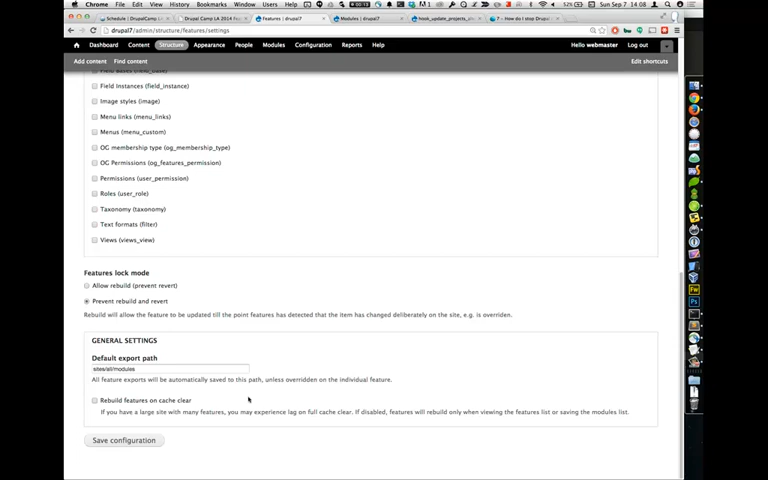 Chrome File Edit View History Bookmarks Window Help
52% Sun Sep 7 14:08
Features | drupal7
Modules | drupal7
drupal7/admin/structure/features/settings
Dashboard Content Structure Appearance People Modules Configuration Reports Help Hello webmaster Log out
Add content Find content Edit shortcuts
Field Instances (field_instance)
Image styles (image)
Menu links (menu_links)
Menus (menu_custom)
OG membership type (og_membership_type)
OG Permissions (og_features_permission)
Permissions (user_permission)
Roles (user_role)
Taxonomy (taxonomy)
Text formats (filter)
Views (views_view)
Features lock mode
Allow rebuild (prevent revert)
Prevent rebuild and revert
Rebuild will allow the feature to be updated till the point features has detected that the item has changed deliberately on the site, e.g. is overriden.
GENERAL SETTINGS
Default export path
sites/all/modules
All feature exports will be automatically saved to this path, unless overridden on the individual feature.
Rebuild features on cache clear
If you have a large site with many features, you may experience lag on full cache clear. If disabled, features will rebuild only when viewing the features list or saving the modules list.
Save configuration
Fw
Ps